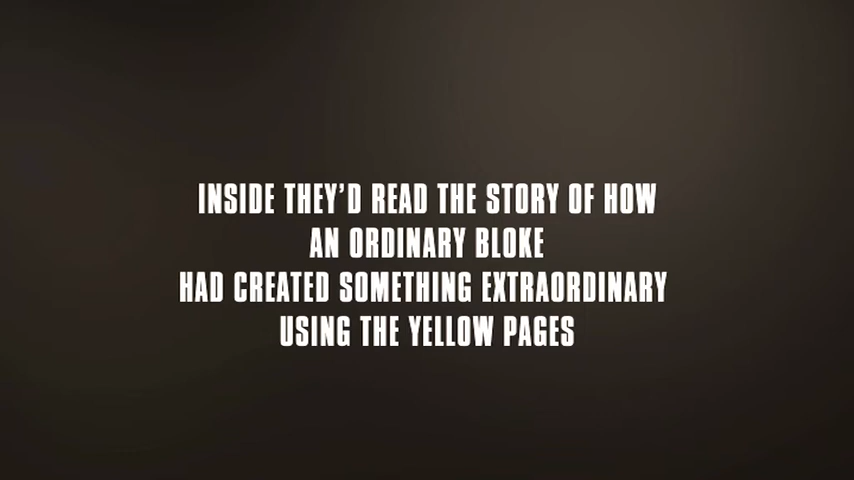 INSIDE THEY'D READ THE STORY OF HOW
AN ORDINARY BLOKE
HAD CREATED SOMETHING EXTRAORDINARY
USING THE YELLOW PAGES